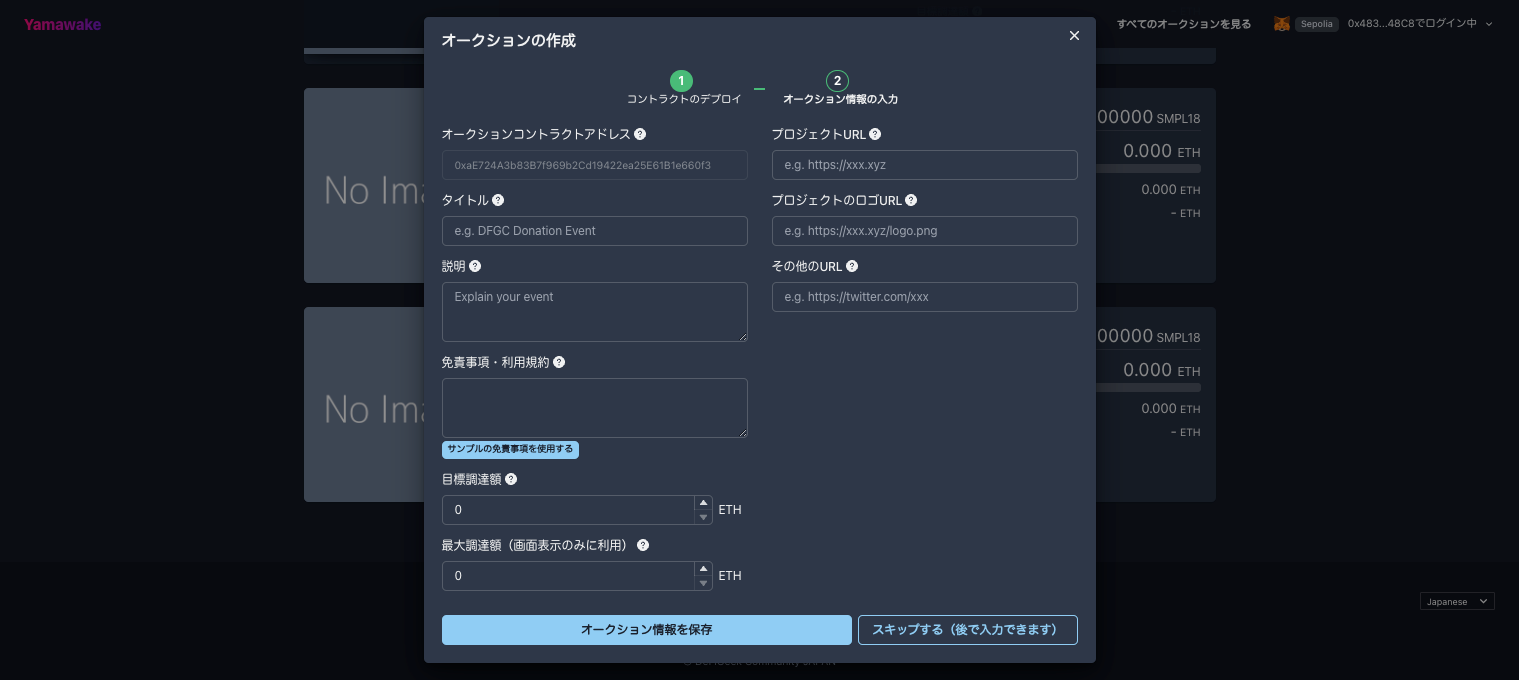 Yamawake
すべてのオークションを見る
Sepolia
0x483...48C8でログイン中
オークションの作成
1
コントラクトのデプロイ
2
オークション情報の入力
オークションコントラクトアドレス ?
0xaE724A3b83B7f969b2Cd19422ea25E61B1e660f3
タイトル ?
e.g. DFGC Donation Event
説明 ?
Explain your event
免責事項・利用規約 ?
サンプルの免責事項を使用する
目標調達額 ?
0
ETH
最大調達額（画面表示のみに利用） ?
0
ETH
プロジェクトURL ?
e.g. https://xxx.xyz
プロジェクトのロゴURL ?
e.g. https://xxx.xyz/logo.png
その他のURL ?
e.g. https://twitter.com/xxx
オークション情報を保存
スキップする（後で入力できます）
No Ima
00000 SMPL18
0.000 ETH
0.000 ETH
- ETH
No Ima
00000 SMPL18
0.000 ETH
0.000 ETH
- ETH
Japanese